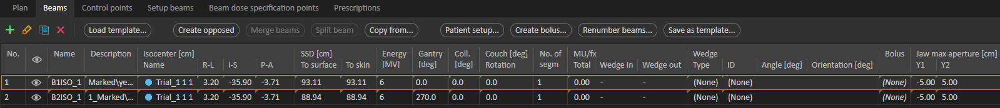 Plan Beams Control points Setup beams Beam dose specification points Prescriptions
Load template... Create opposed Merge beams Split beam Copy from... Patient setup... Create bolus... Renumber beams... Save as template...
No. Name Description Isocenter [cm] SSD [cm] Energy Gantry Coll. Couch [deg] No. of MU/fx Wedge Bolus Jaw max aperture [cm]
Name R-L I-S P-A To surface To skin [MV] [deg] [deg] Rotation segm Total Wedge in Wedge out Type ID Angle [deg] Orientation [deg] Y1 Y2
1 B1ISO_1 Marked\ye... Trial_1 1 1 3.20 -35.90 -3.71 93.11 93.11 6 0.0 0.0 0.0 1 0.00 - - (None) (None) (None) -5.00 5.00
2 B2ISO_1 1_Marked\... Trial_1 1 1 3.20 -35.90 -3.71 88.94 88.94 6 270.0 0.0 0.0 1 0.00 - - (None) (None) (None) -5.00 5.00